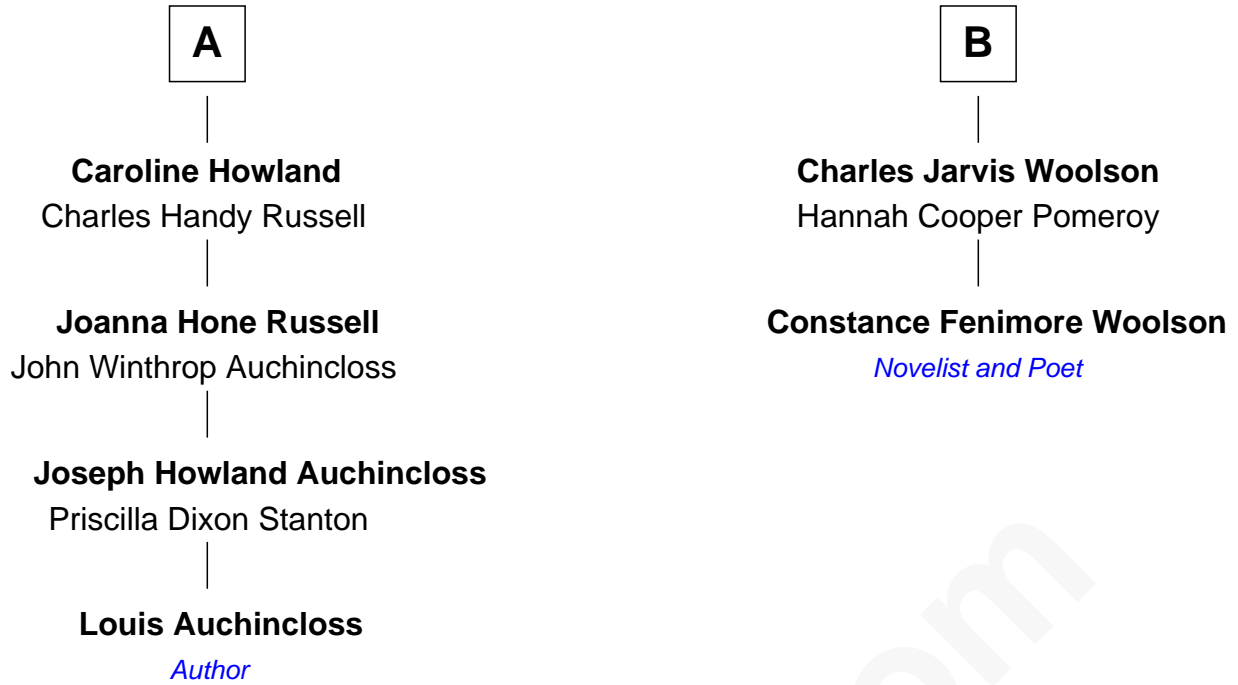 A
Caroline Howland
Charles Handy Russell
Joanna Hone Russell
John Winthrop Auchincloss
Joseph Howland Auchincloss
Priscilla Dixon Stanton
Louis Auchincloss
Author
B
Charles Jarvis Woolson
Hannah Cooper Pomeroy
Constance Fenimore Woolson
Novelist and Poet
om